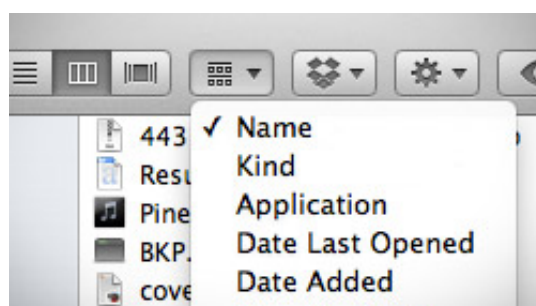 443
✓ Name
Resu
Kind
Pine
Application
BKP.
Date Last Opened
cove
Date Added